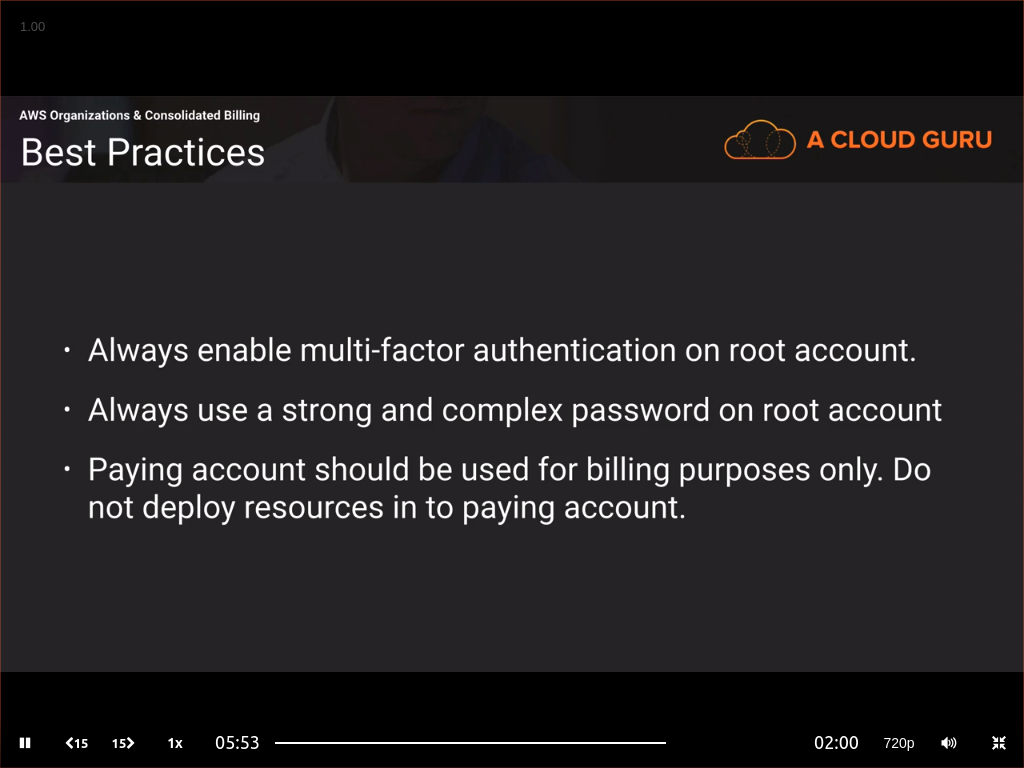 1.00
AWS Organizations & Consolidated Billing
Best Practices
A CLOUD GURU
• Always enable multi-factor authentication on root account.
• Always use a strong and complex password on root account
• Paying account should be used for billing purposes only. Do
not deploy resources in to paying account.
15 15 1x 05:53 02:00 720p